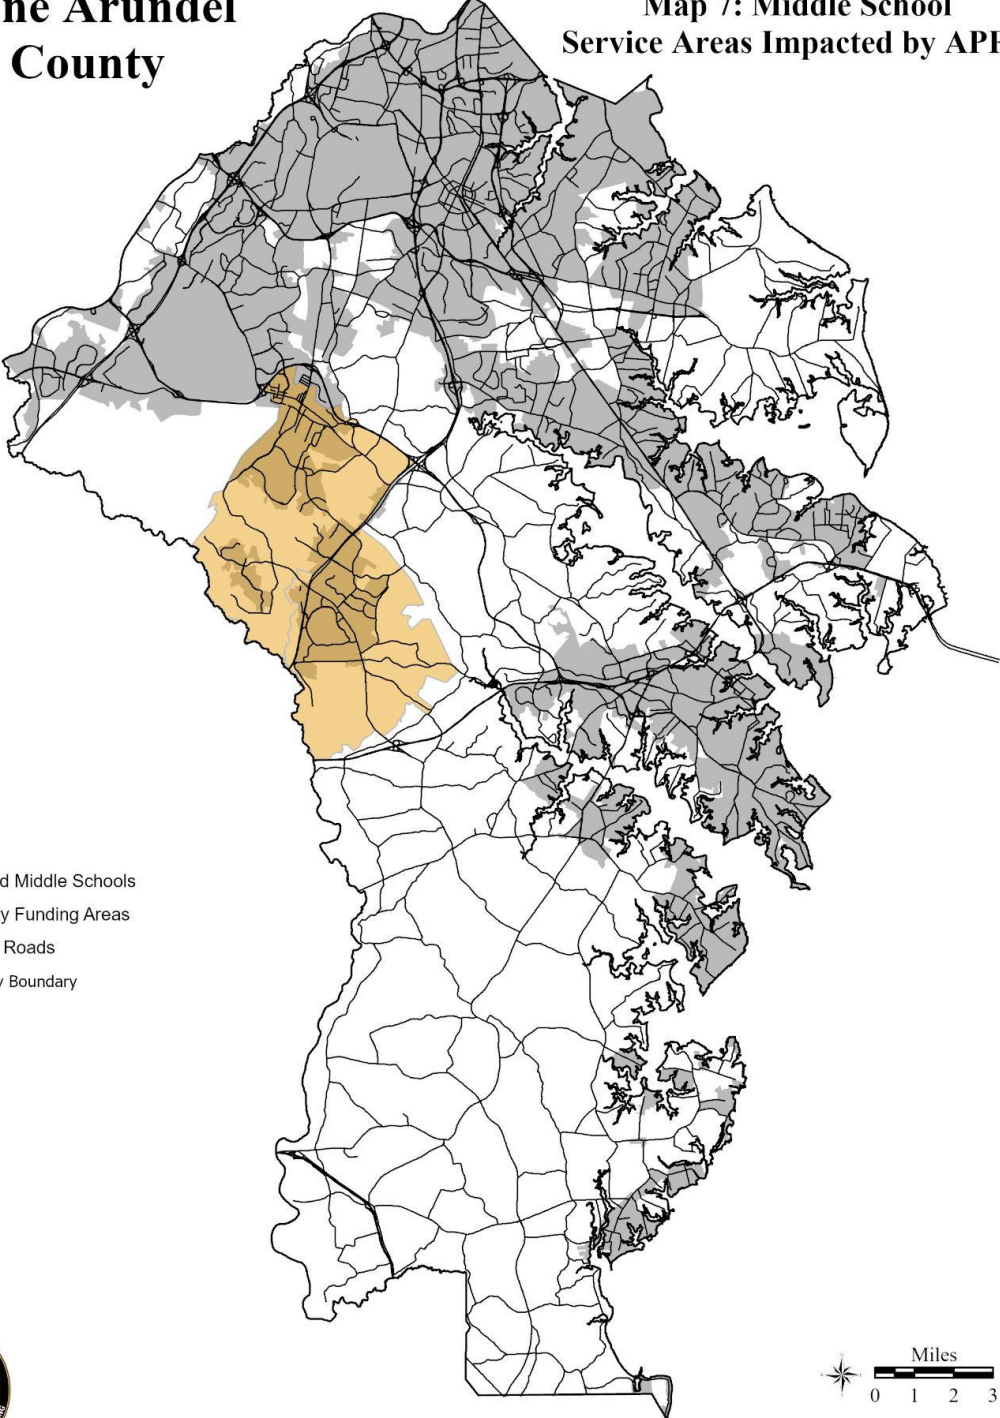 ne Arundel
County
Map 7: Middle School
Service Areas Impacted by APF
d Middle Schools
y Funding Areas
Roads
y Boundary
Miles
0 1 2 3